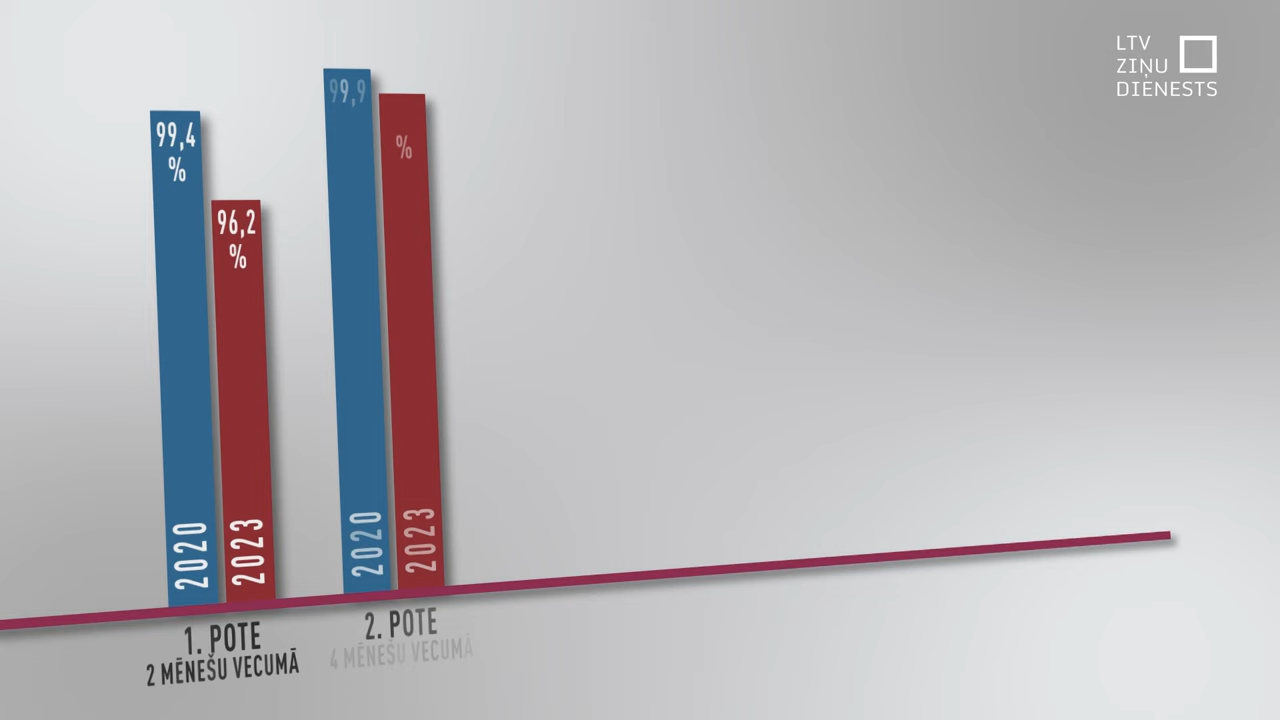 LTV
ZIŅU
DIENESTS
99,4
%
96,2
%
99,9
%
2020
2023
2020
2023
1. POTE
2 MĒNEŠU VECUMĀ
2. POTE
4 MĒNEŠU VECUMĀ